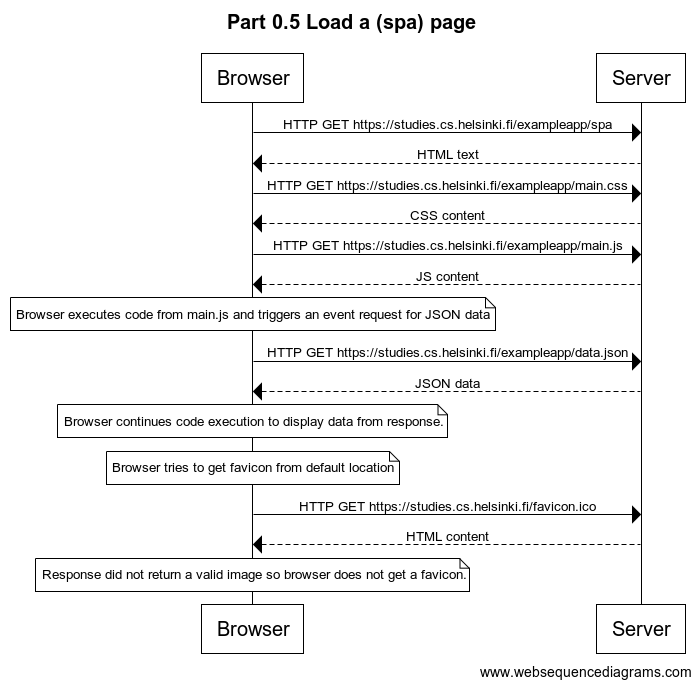 Part 0.5 Load a (spa) page
Browser
Server
HTTP GET https://studies.cs.helsinki.fi/exampleapp/spa
HTML text
HTTP GET https://studies.cs.helsinki.fi/exampleapp/main.css
CSS content
HTTP GET https://studies.cs.helsinki.fi/exampleapp/main.js
JS content
Browser executes code from main.js and triggers an event request for JSON data
HTTP GET https://studies.cs.helsinki.fi/exampleapp/data.json
JSON data
Browser continues code execution to display data from response.
Browser tries to get favicon from default location
HTTP GET https://studies.cs.helsinki.fi/favicon.ico
HTML content
Response did not return a valid image so browser does not get a favicon.
Browser
Server
www.websequencediagrams.com